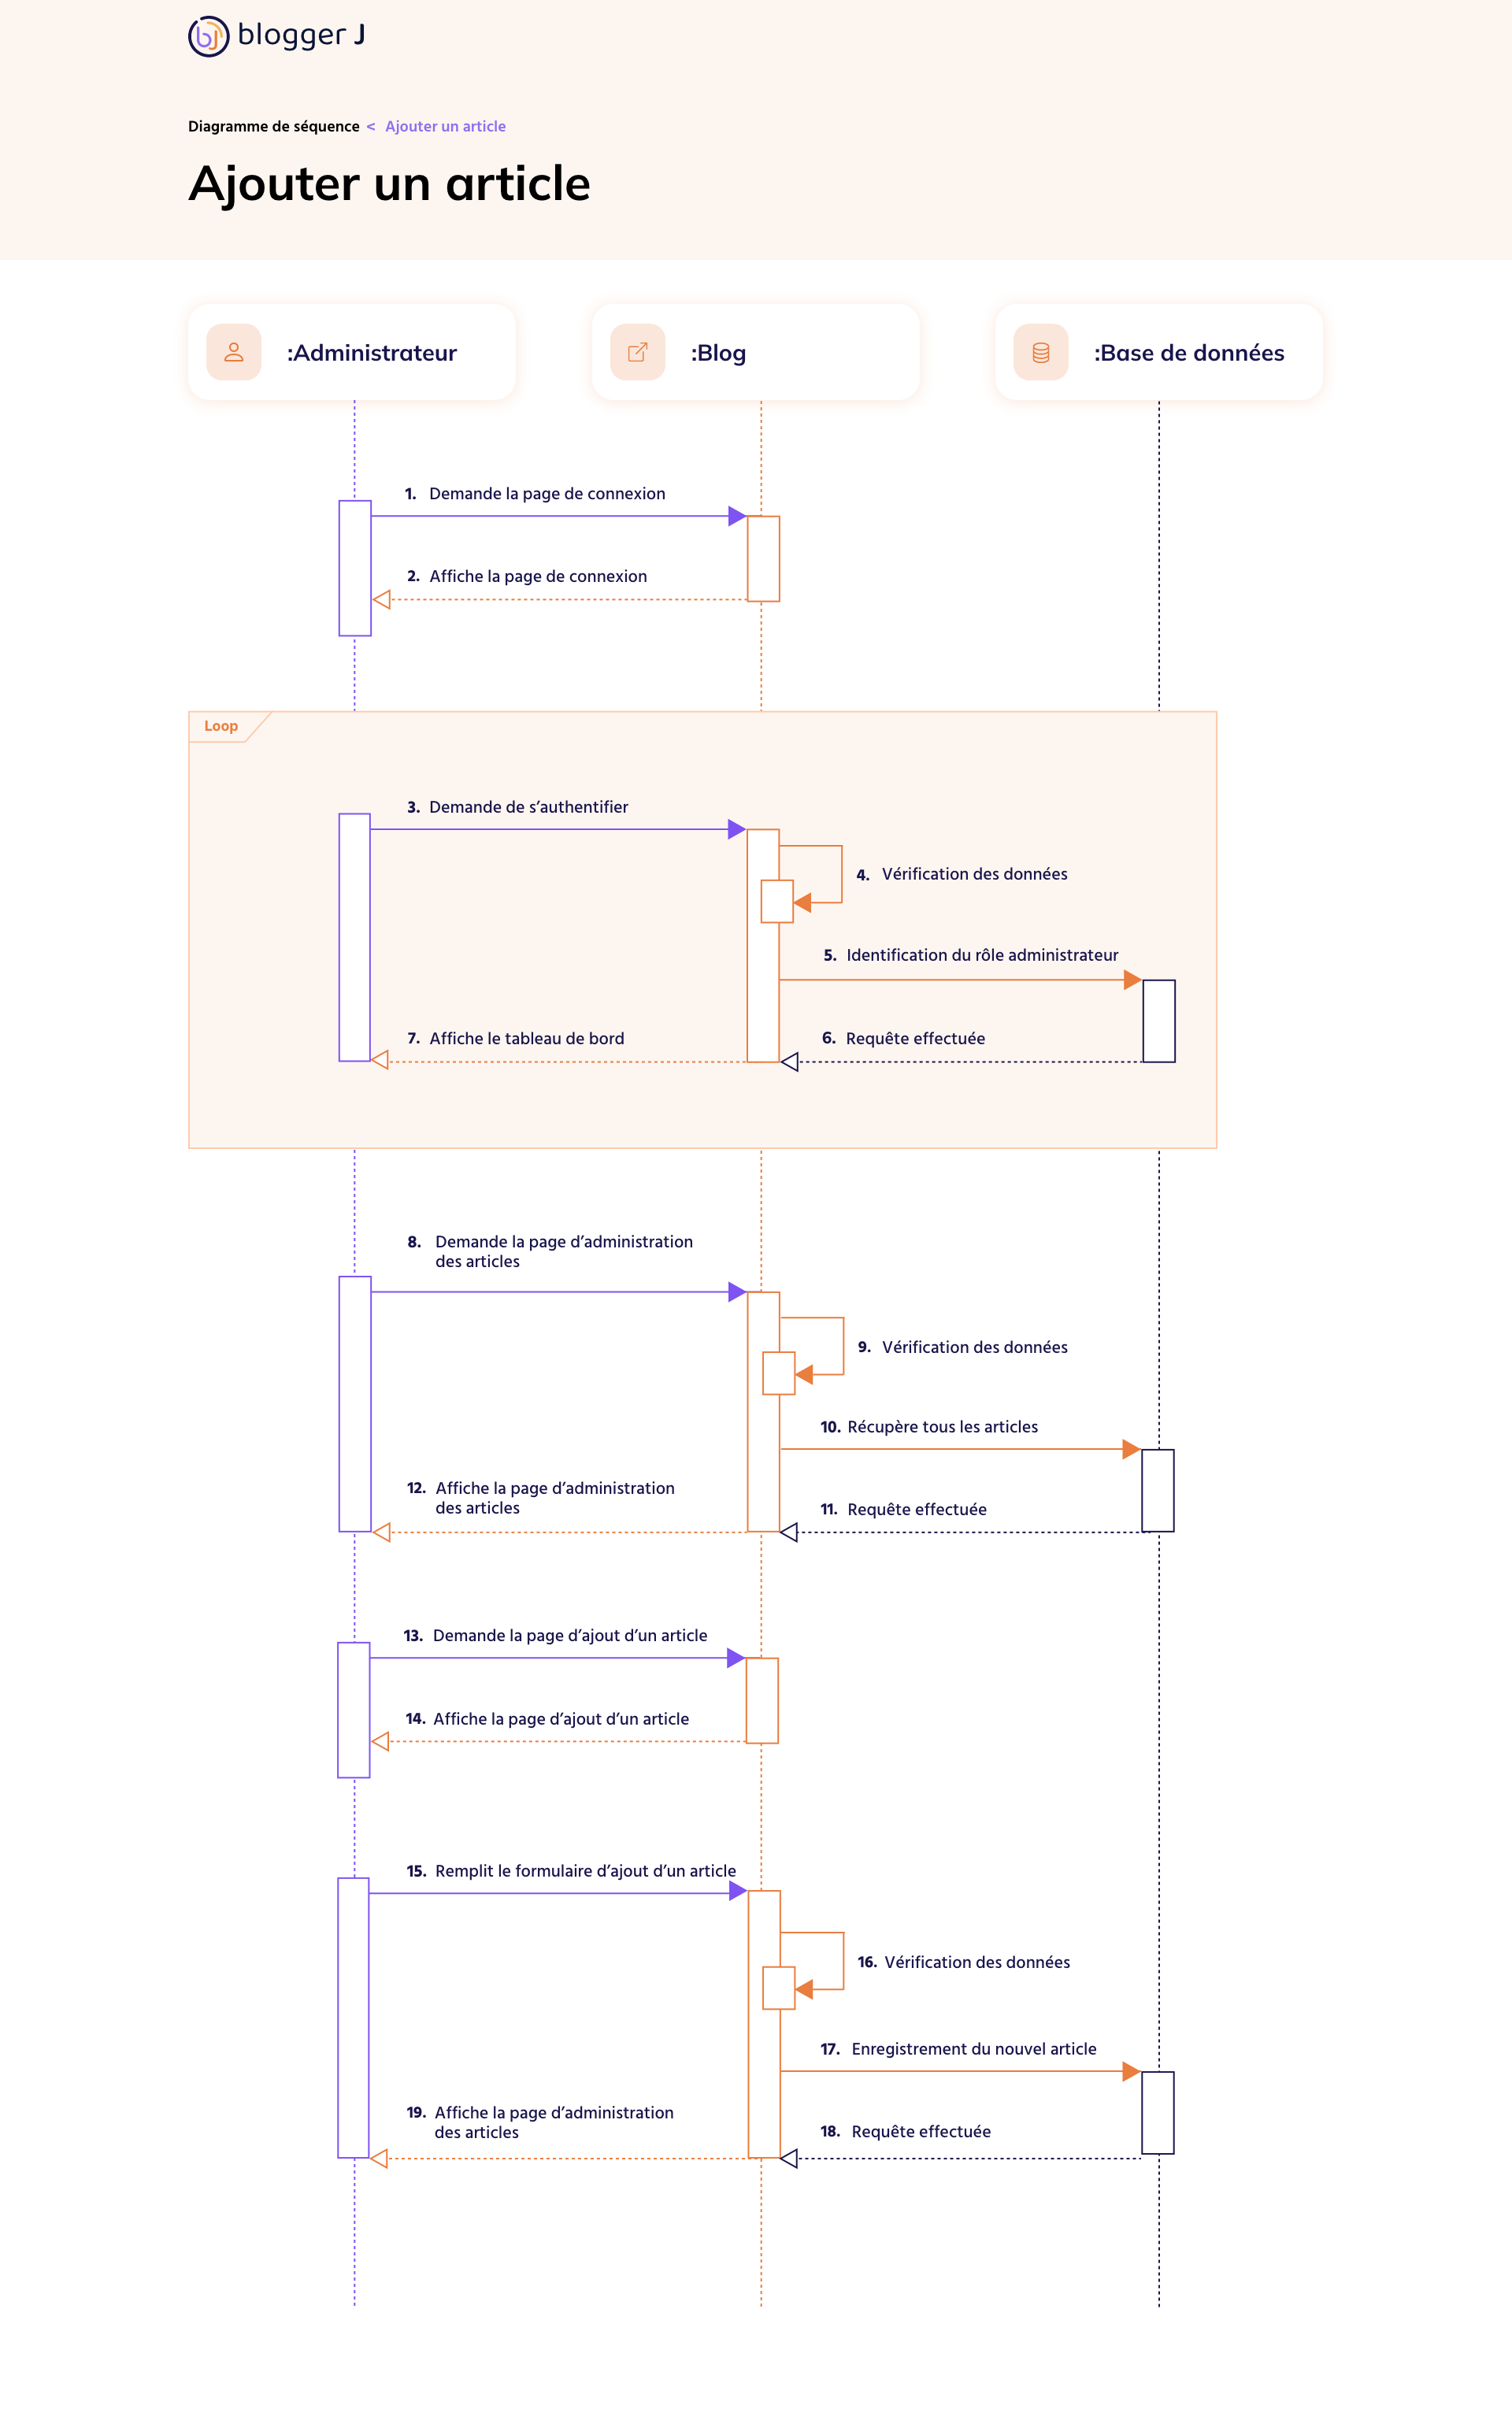 blogger J
Diagramme de séquence < Ajouter un article
Ajouter un article
:Administrateur
:Blog
:Base de données
1. Demande la page de connexion
2. Affiche la page de connexion
Loop
3. Demande de s’authentifier
4. Vérification des données
5. Identification du rôle administrateur
7. Affiche le tableau de bord
6. Requête effectuée
8. Demande la page d’administration
des articles
9. Vérification des données
10. Récupère tous les articles
12. Affiche la page d’administration
des articles
11. Requête effectuée
13. Demande la page d’ajout d’un article
14. Affiche la page d’ajout d’un article
15. Remplit le formulaire d’ajout d’un article
16. Vérification des données
17. Enregistrement du nouvel article
19. Affiche la page d’administration
des articles
18. Requête effectuée